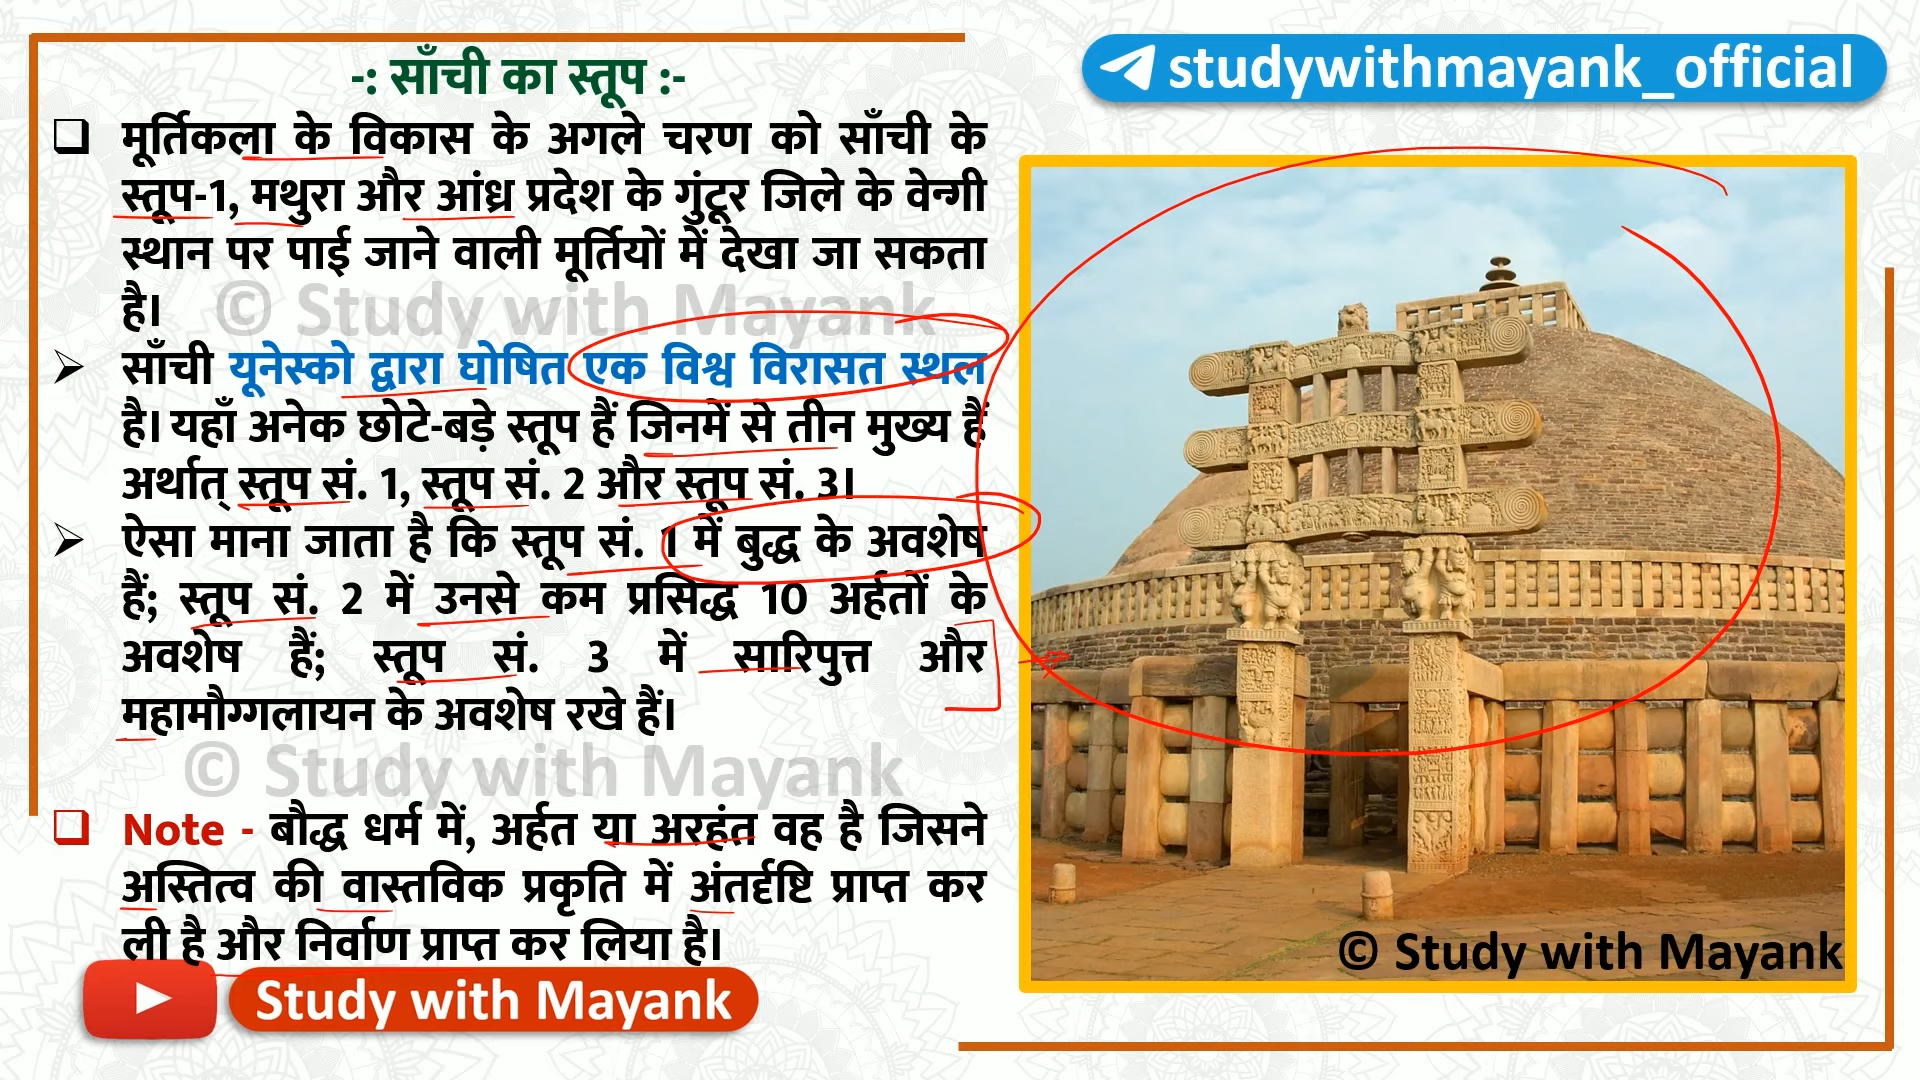 -: साँची का स्तूप :-
studywithmayank_official
❑ मूर्तिकला के विकास के अगले चरण को साँची के
स्तूप-1, मथुरा और आंध्र प्रदेश के गुंटूर जिले के वेन्गी
स्थान पर पाई जाने वाली मूर्तियों में देखा जा सकता
है।
© Study with Mayank
➢ साँची यूनेस्को द्वारा घोषित एक विश्व विरासत स्थल
है। यहाँ अनेक छोटे-बड़े स्तूप हैं जिनमें से तीन मुख्य हैं
अर्थात् स्तूप सं. 1, स्तूप सं. 2 और स्तूप सं. 3।
➢ ऐसा माना जाता है कि स्तूप सं. 1 में बुद्ध के अवशेष
हैं; स्तूप सं. 2 में उनसे कम प्रसिद्ध 10 अर्हतों के
अवशेष हैं; स्तूप सं. 3 में सारिपुत्त और
महामौग्गलायन के अवशेष रखे हैं।
© Study with Mayank
❑ Note - बौद्ध धर्म में, अर्हत या अरहंत वह है जिसने
अस्तित्व की वास्तविक प्रकृति में अंतर्दृष्टि प्राप्त कर
ली है और निर्वाण प्राप्त कर लिया है।
© Study with Mayank
Study with Mayank